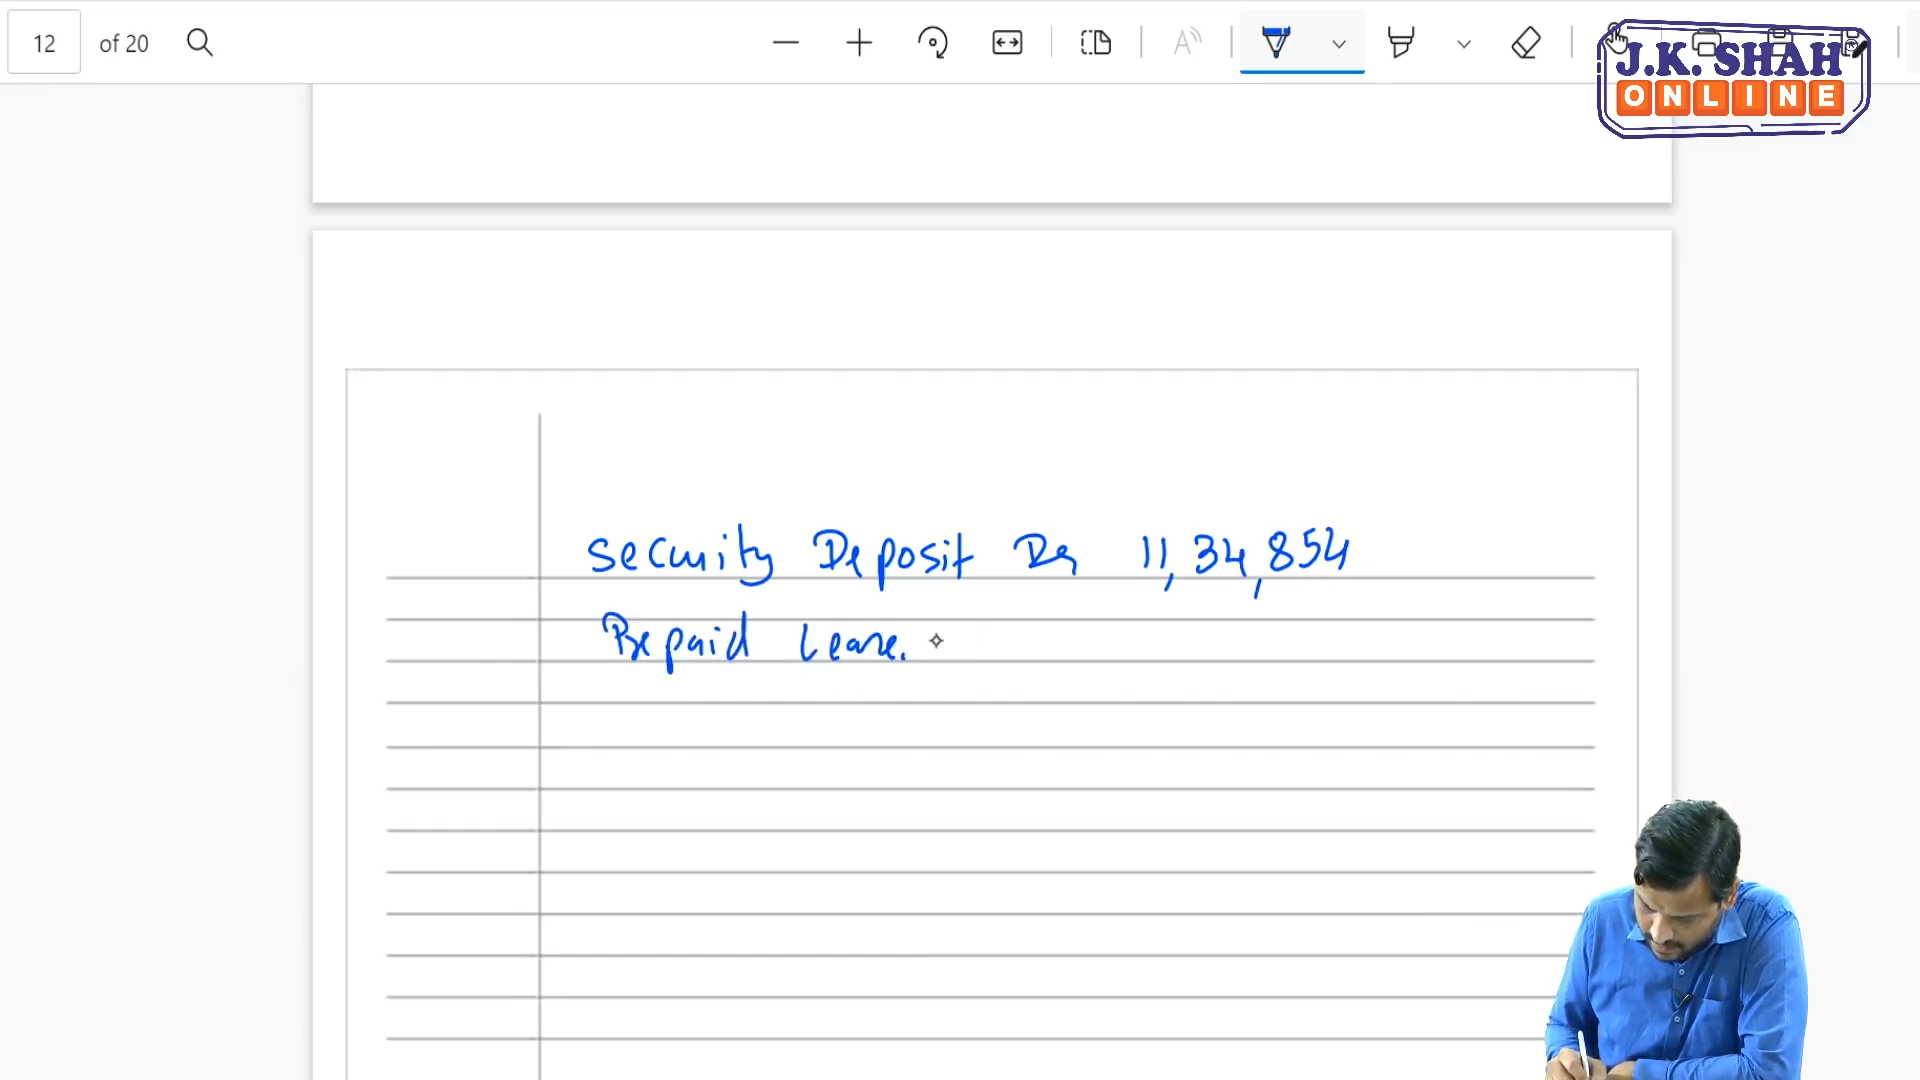 12 of 20
J.K. SHAH
ONLINE
Security Deposit Dr 11,34,854
Prepaid Lease.